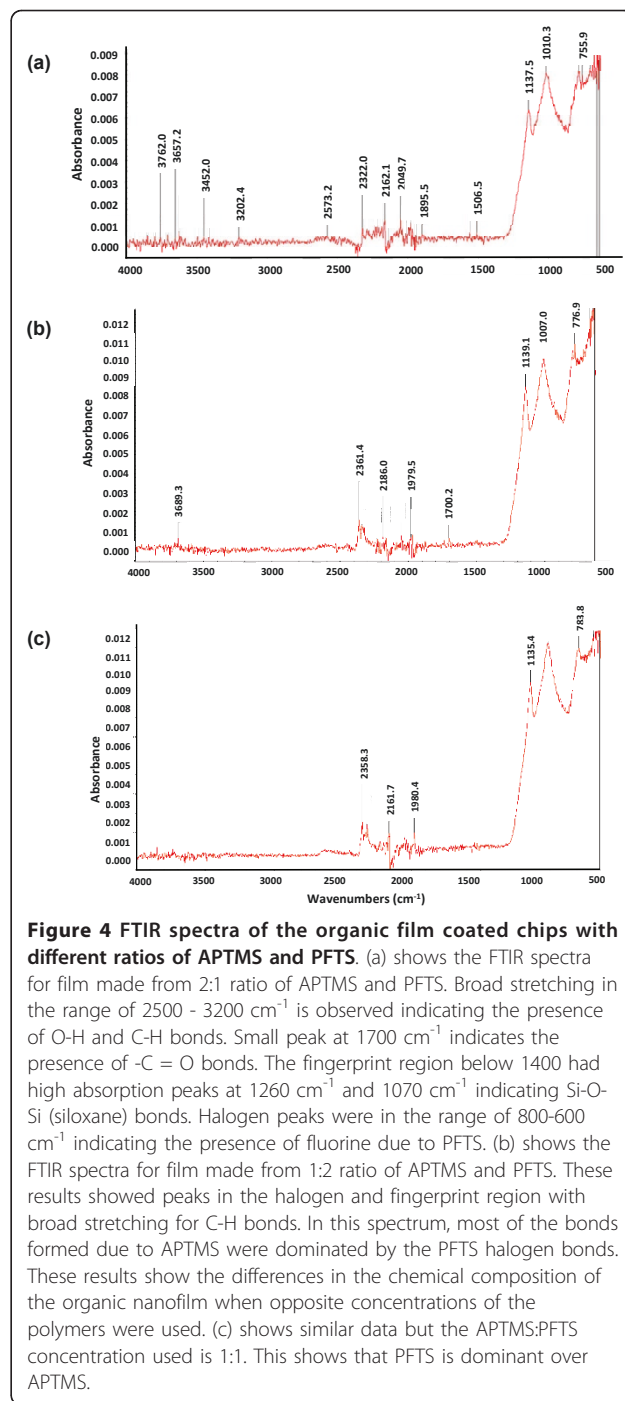 (a)
0.009
0.008
0.007
0.006
0.005
0.004
0.003
0.002
0.001
0.000
Absorbance
3762.0
3657.2
3452.0
3202.4
2573.2
2322.0
2162.1
2049.7
1895.5
1506.5
1137.5
1010.3
755.9
4000 3500 3000 2500 2000 1500 1000 500
(b)
0.012
0.011
0.010
0.009
0.008
0.007
0.006
0.005
0.004
0.003
0.002
0.001
0.000
Absorbance
3689.3
2361.4
2186.0
1979.5
1700.2
1139.1
1007.0
776.9
4000 3500 3000 2500 2000 1000 500
(c)
0.012
0.011
0.010
0.009
0.008
0.007
0.006
0.005
0.004
0.003
0.002
0.001
0.000
Absorbance
2358.3
2161.7
1980.4
1135.4
783.8
4000 3500 3000 2500 2000 1500 1000 500
Wavenumbers (cm-1)
Figure 4 FTIR spectra of the organic film coated chips with
different ratios of APTMS and PFTS. (a) shows the FTIR spectra
for film made from 2:1 ratio of APTMS and PFTS. Broad stretching in
the range of 2500 - 3200 cm-1 is observed indicating the presence
of O-H and C-H bonds. Small peak at 1700 cm-1 indicates the
presence of -C = O bonds. The fingerprint region below 1400 had
high absorption peaks at 1260 cm-1 and 1070 cm-1 indicating Si-O-
Si (siloxane) bonds. Halogen peaks were in the range of 800-600
cm-1 indicating the presence of fluorine due to PFTS. (b) shows the
FTIR spectra for film made from 1:2 ratio of APTMS and PFTS. These
results showed peaks in the halogen and fingerprint region with
broad stretching for C-H bonds. In this spectrum, most of the bonds
formed due to APTMS were dominated by the PFTS halogen bonds.
These results show the differences in the chemical composition of
the organic nanofilm when opposite concentrations of the
polymers were used. (c) shows similar data but the APTMS:PFTS
concentration used is 1:1. This shows that PFTS is dominant over
APTMS.